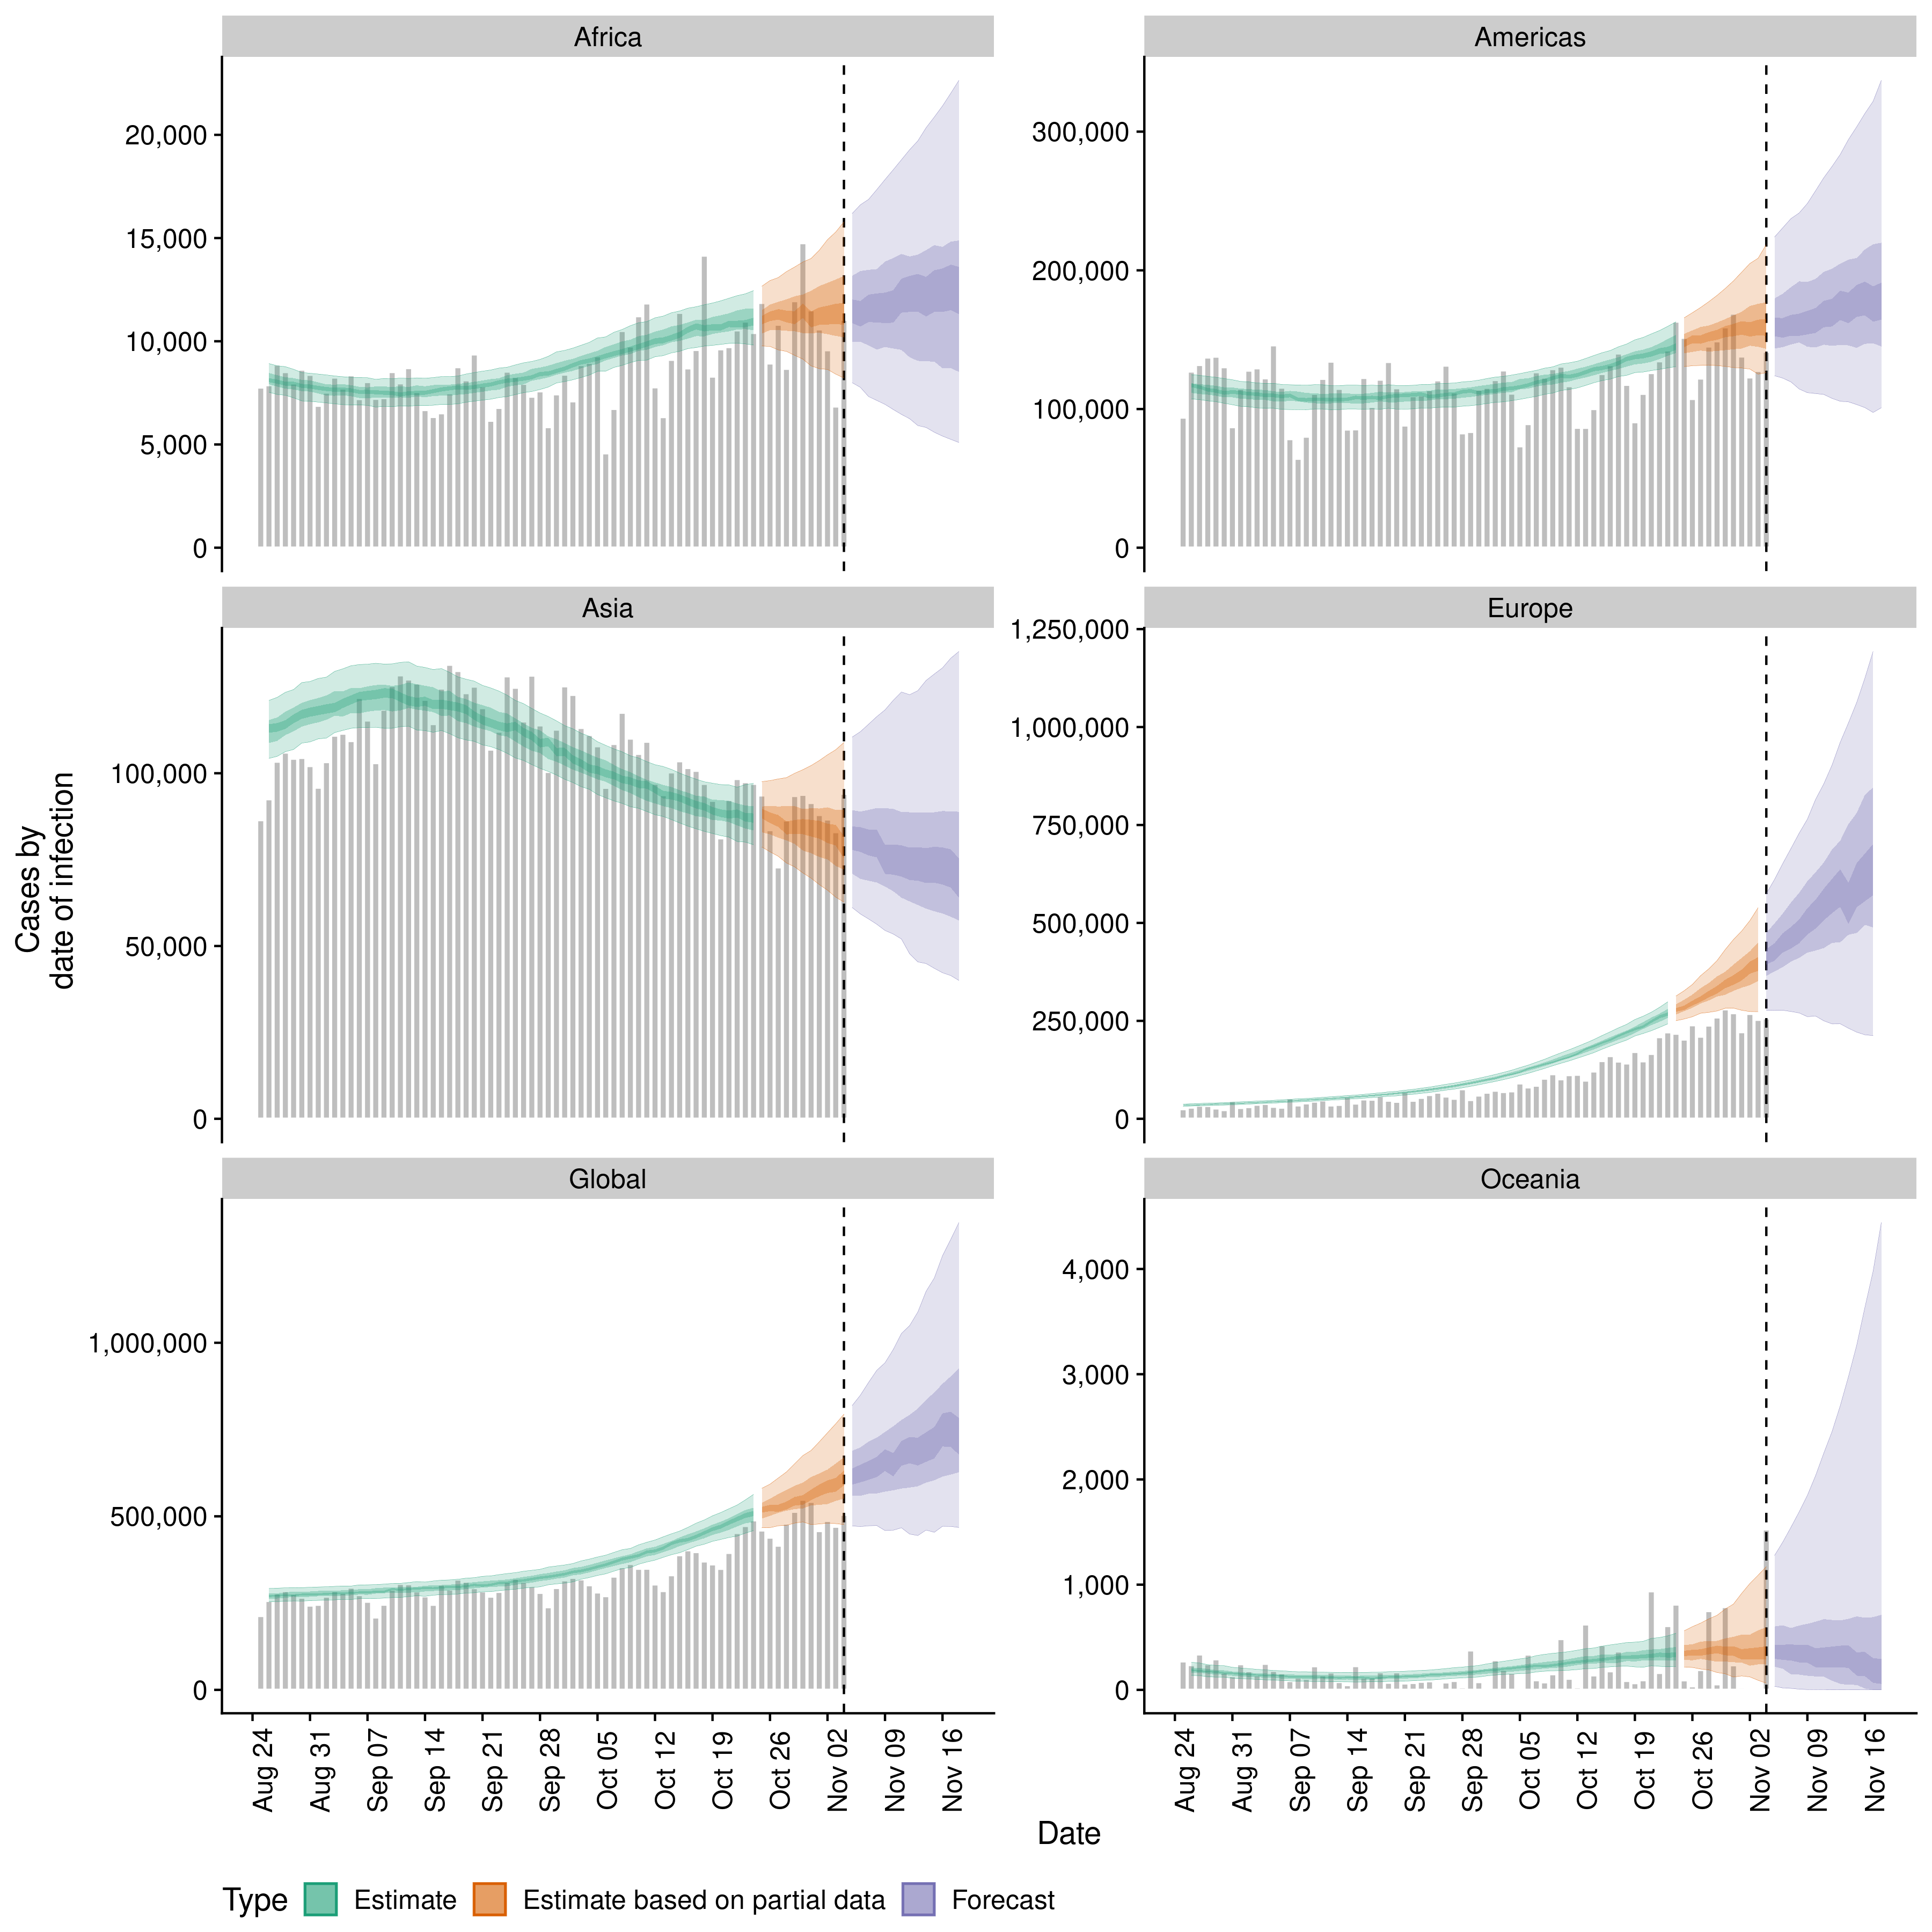 Africa
Americas
20,000
15,000
10,000
5,000
0
300,000
200,000
100,000
0
Asia
Europe
100,000
50,000
0
1,250,000
1,000,000
750,000
500,000
250,000
0
Global
Oceania
1,000,000
500,000
0
4,000
3,000
2,000
1,000
0
Cases by
date of infection
Aug 24
Aug 31
Sep 07
Sep 14
Sep 21
Sep 28
Oct 05
Oct 12
Oct 19
Oct 26
Nov 02
Nov 09
Nov 16
Aug 24
Aug 31
Sep 07
Sep 14
Sep 21
Sep 28
Oct 05
Oct 12
Oct 19
Oct 26
Nov 02
Nov 09
Nov 16
Date
Type Estimate Estimate based on partial data Forecast